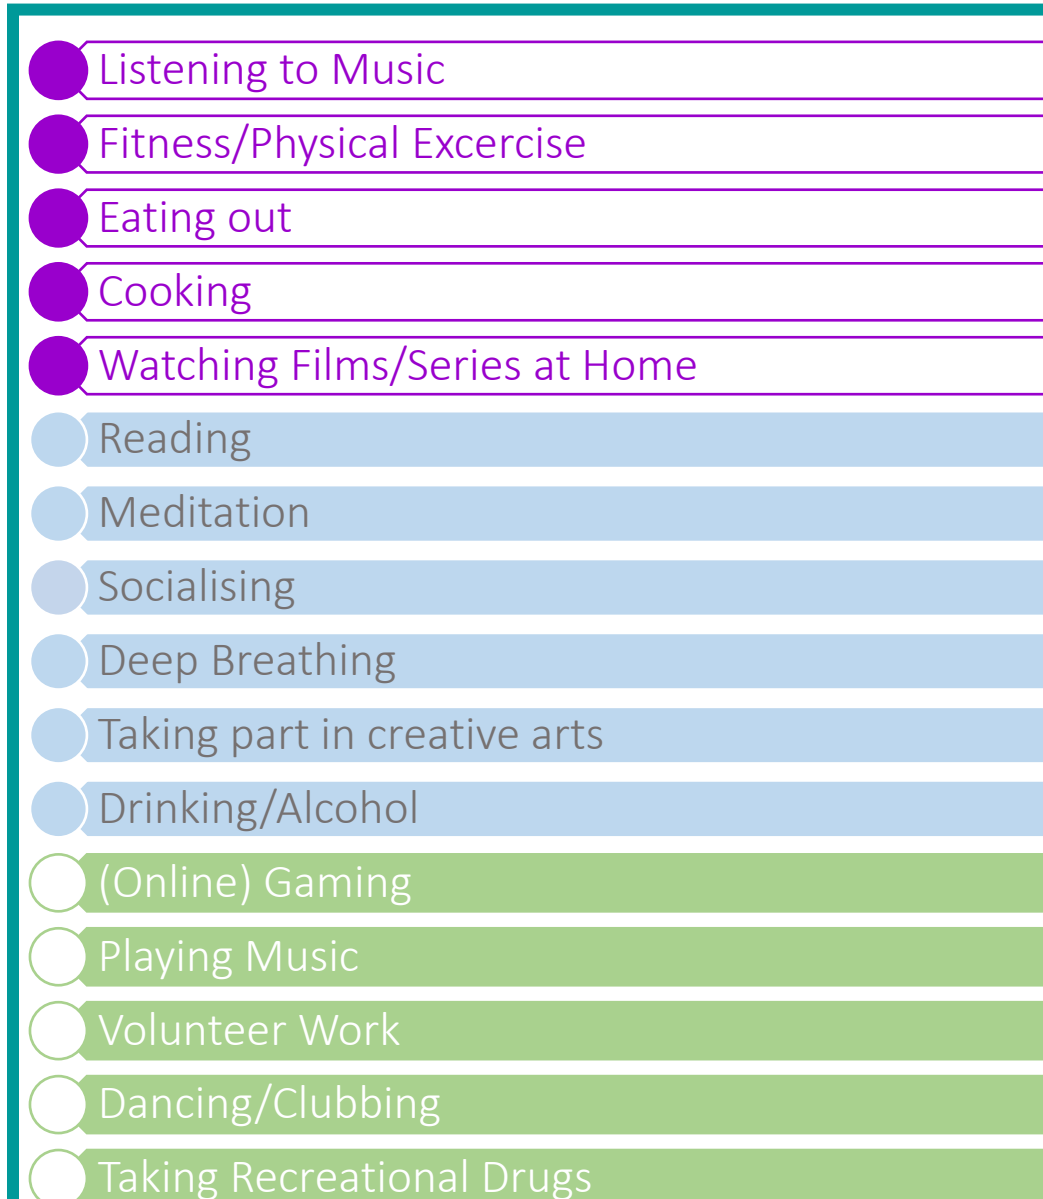 Listening to Music
Fitness/Physical Excercise
Eating out
Cooking
Watching Films/Series at Home
Reading
Meditation
Socialising
Deep Breathing
Taking part in creative arts
Drinking/Alcohol
(Online) Gaming
Playing Music
Volunteer Work
Dancing/Clubbing
Taking Recreational Drugs